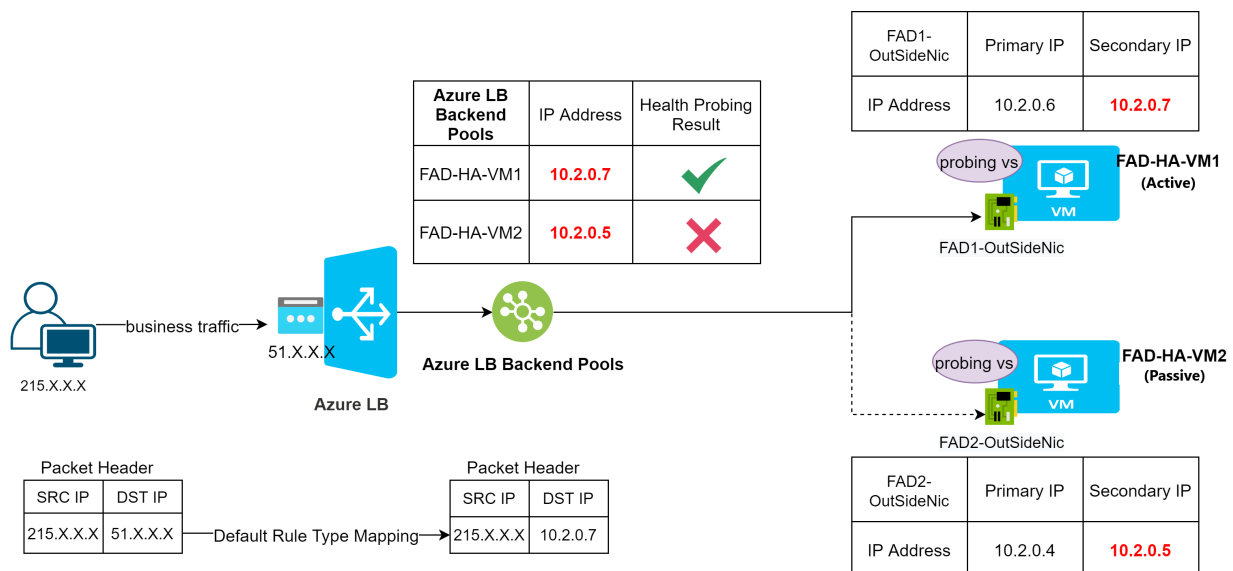 FAD1-
OutSideNic
Primary IP
Secondary IP
IP Address
10.2.0.6
10.2.0.7
Azure LB
Backend
Pools
IP Address
Health Probing
Result
FAD-HA-VM1
10.2.0.7
FAD-HA-VM2
10.2.0.5
probing vs
VM
FAD-HA-VM1
(Active)
FAD1-OutSideNic
215.X.X.X
business traffic
51.X.X.X
Azure LB
Azure LB Backend Pools
probing vs
VM
FAD-HA-VM2
(Passive)
FAD2-OutSideNic
Packet Header
SRC IP
DST IP
215.X.X.X
51.X.X.X
Default Rule Type Mapping
Packet Header
SRC IP
DST IP
215.X.X.X
10.2.0.7
FAD2-
OutSideNic
Primary IP
Secondary IP
IP Address
10.2.0.4
10.2.0.5